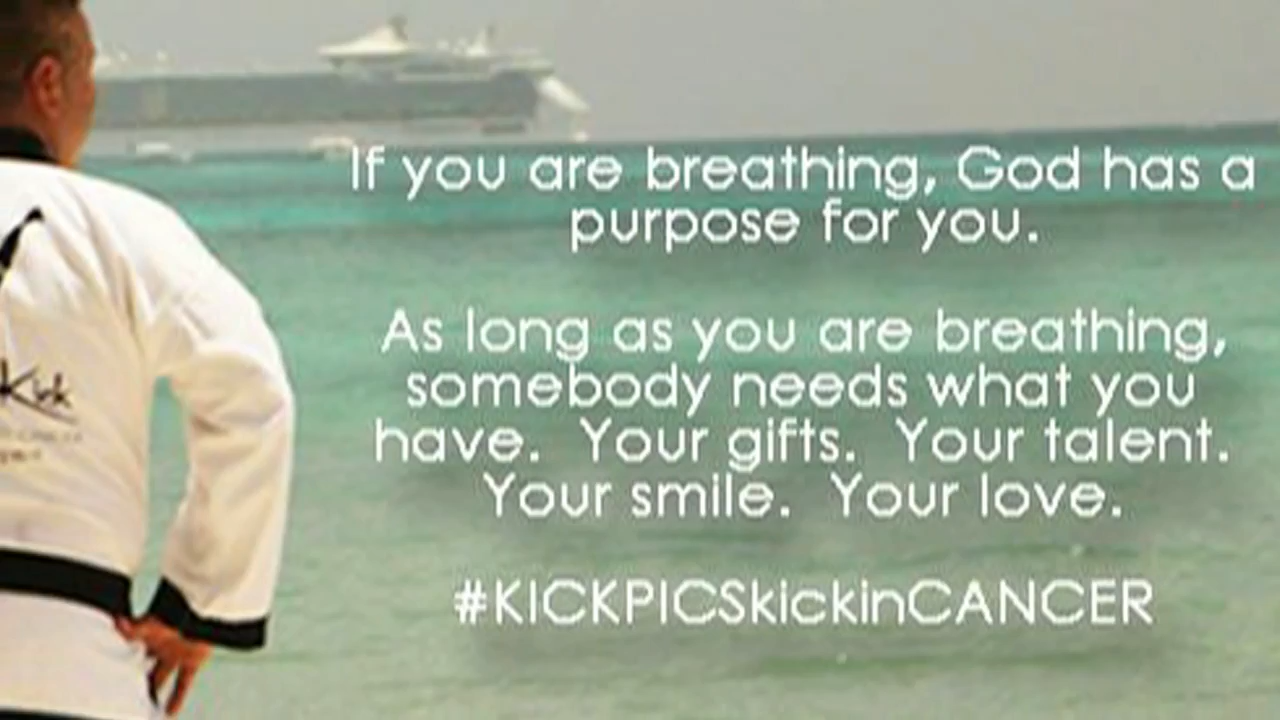 If you are breathing, God has a
purpose for you.
As long as you are breathing,
somebody needs what you
have. Your gifts. Your talent.
Your smile. Your love.
#KICKPICSkickinCANCER
Kick